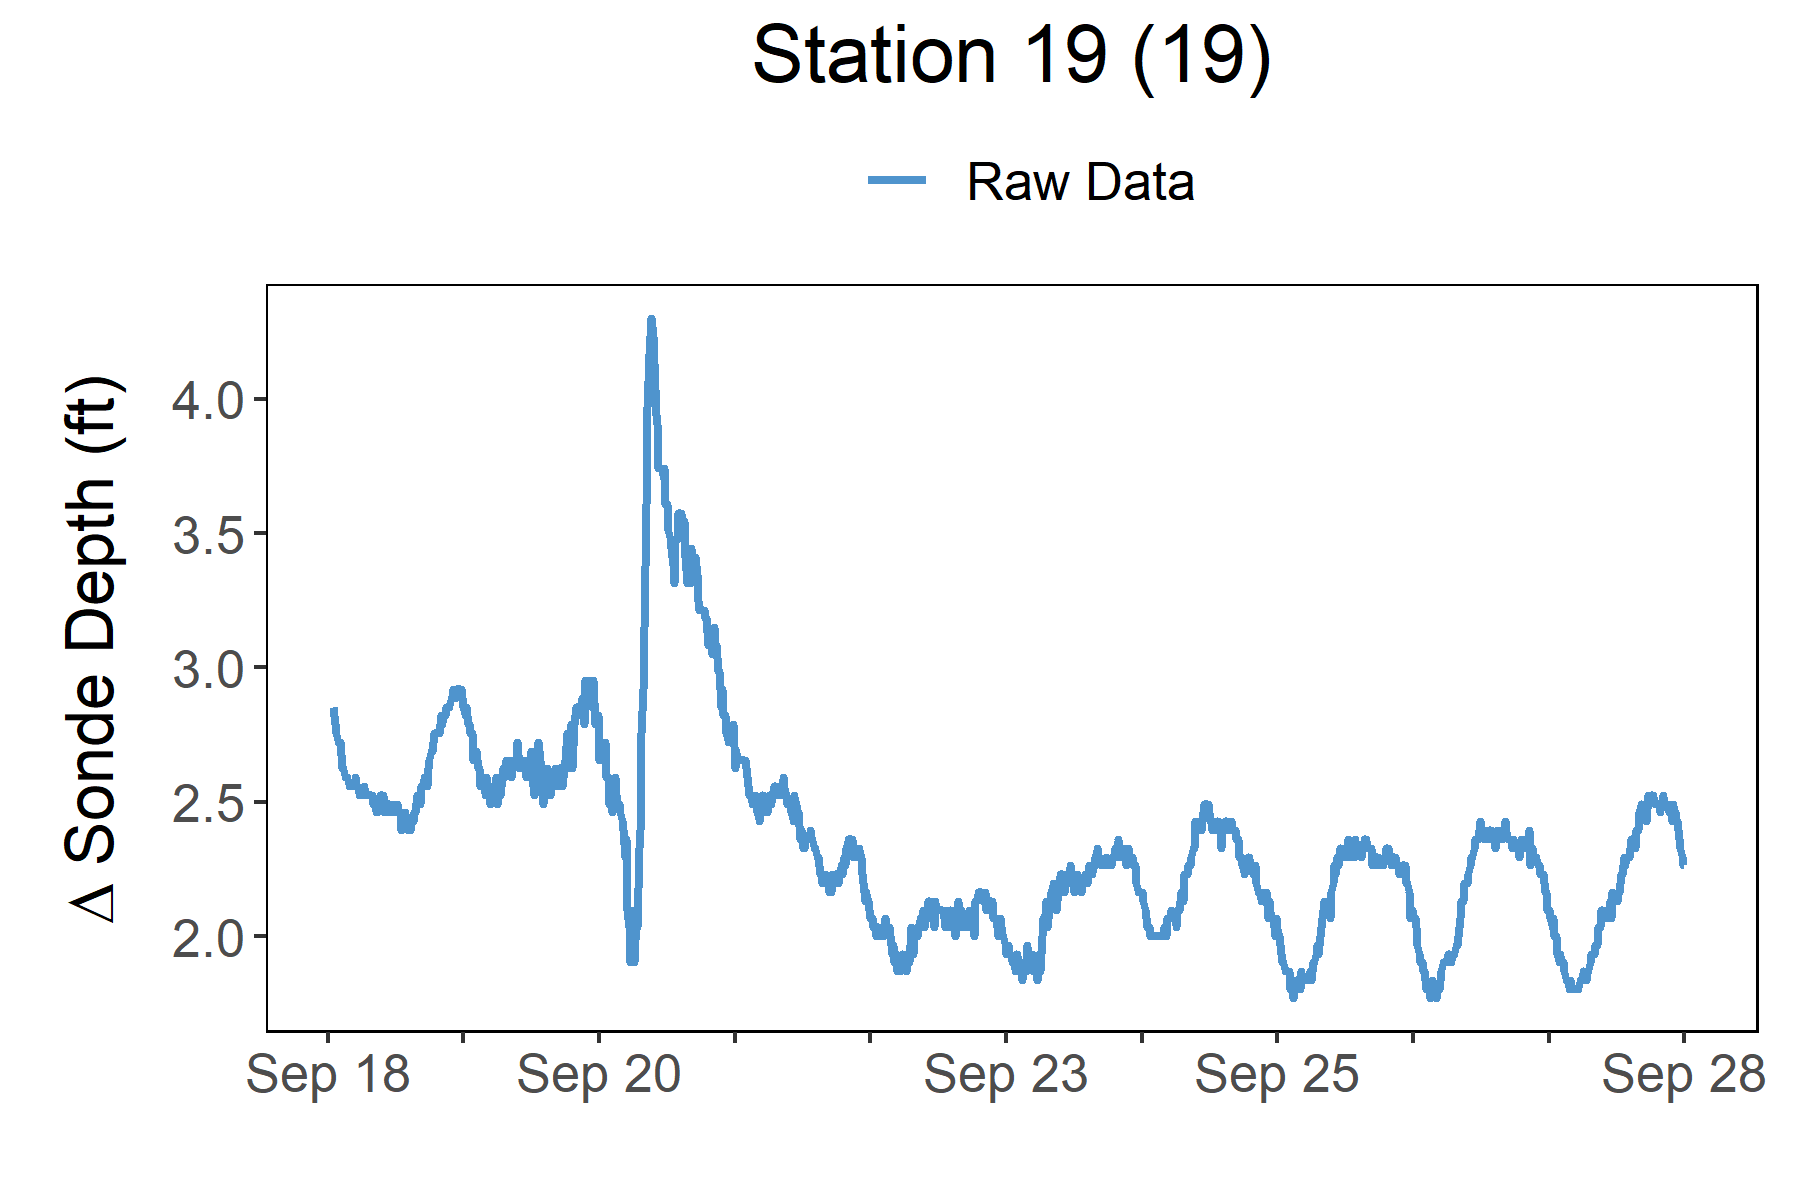 Station 19 (19)
Raw Data
Δ Sonde Depth (ft)
4.0
3.5
3.0
2.5
2.0
Sep 18 Sep 20 Sep 23 Sep 25 Sep 28